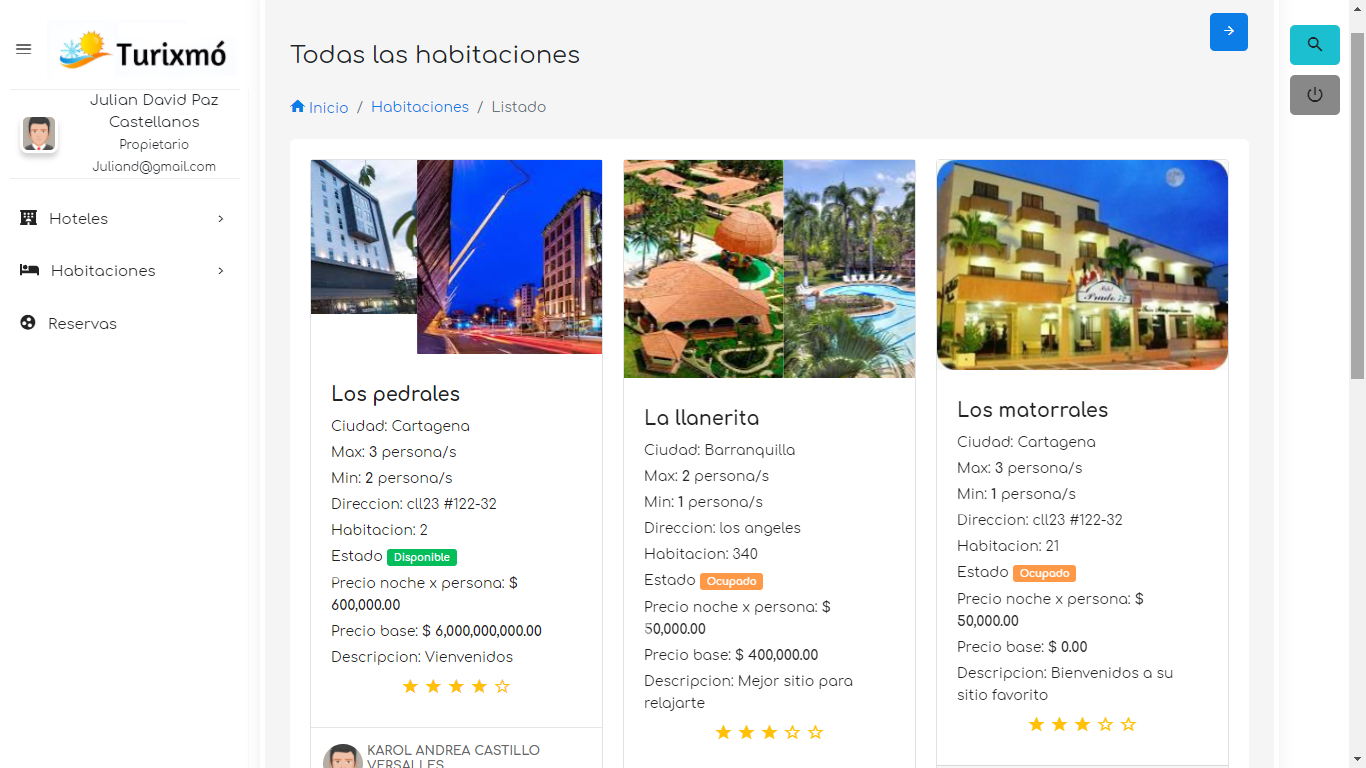 Turixmó
Julian David Paz
Castellanos
Propietario
Juliand@gmail.com
Hoteles
Habitaciones
Reservas
Todas las habitaciones
Inicio / Habitaciones / Listado
Los pedrales
Ciudad: Cartagena
Max: 3 persona/s
Min: 2 persona/s
Direccion: cll23 #122-32
Habitacion: 2
Estado Disponible
Precio noche x persona: $
600,000.00
Precio base: $ 6,000,000,000.00
Descripcion: Vienvenidos
KAROL ANDREA CASTILLO
VERSALLES
La llanerita
Ciudad: Barranquilla
Max: 2 persona/s
Min: 1 persona/s
Direccion: los angeles
Habitacion: 340
Estado Ocupado
Precio noche x persona: $
50,000.00
Precio base: $ 400,000.00
Descripcion: Mejor sitio para
relajarte
Prado 72
Los matorrales
Ciudad: Cartagena
Max: 3 persona/s
Min: 1 persona/s
Direccion: cll23 #122-32
Habitacion: 21
Estado Ocupado
Precio noche x persona: $
50,000.00
Precio base: $ 0.00
Descripcion: Bienvenidos a su
sitio favorito